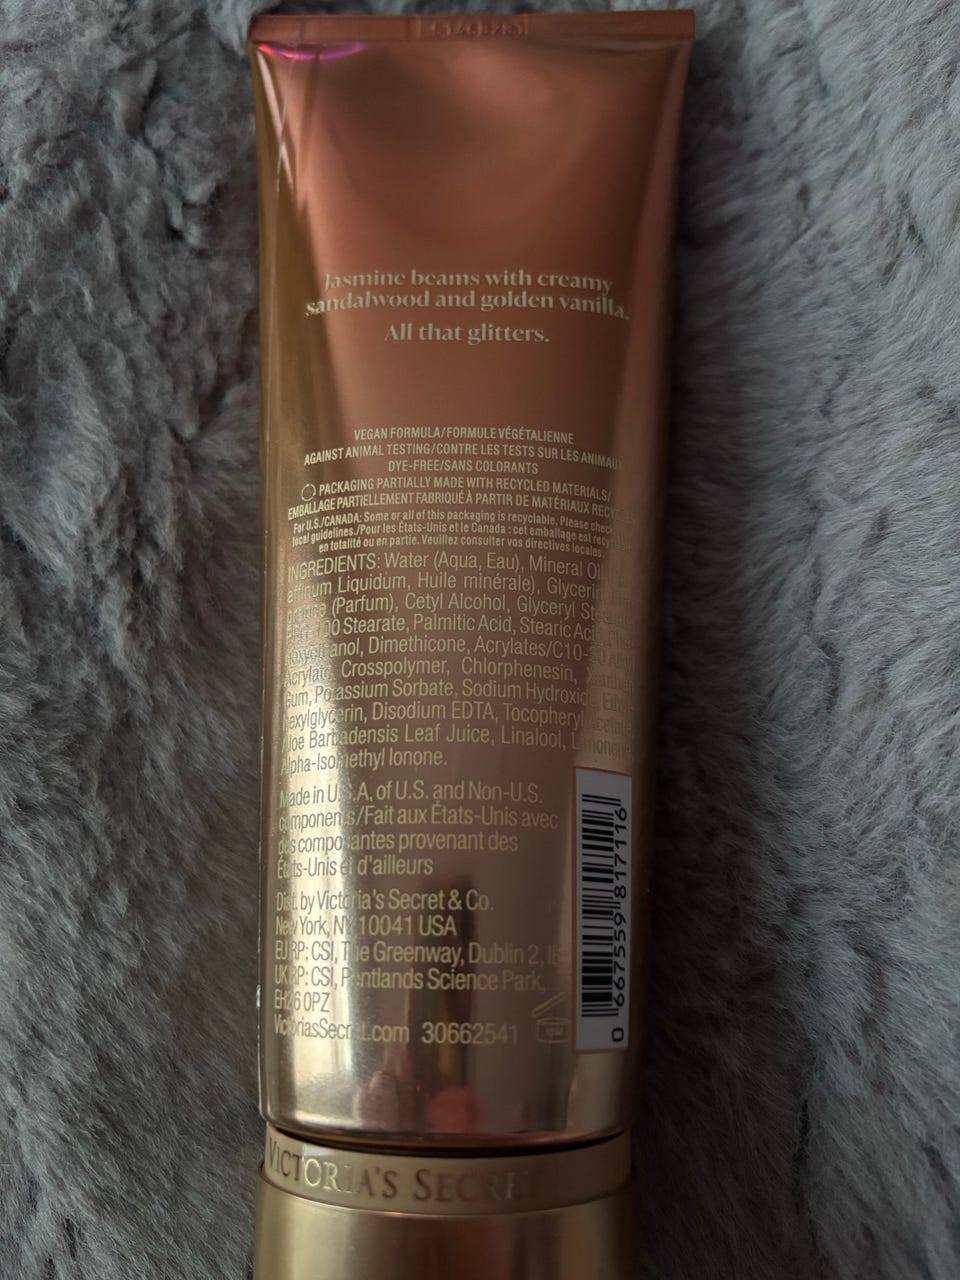 Jasmine beams with creamy
sandalwood and golden vanilla.
All that glitters.
VEGAN FORMULA/FORMULE VÉGÉTALIENNE
AGAINST ANIMAL TESTING/CONTRE LES TESTS SUR LES ANIMAUX
DYE-FREE/SANS COLORANTS
PACKAGING PARTIALLY MADE WITH RECYCLED MATERIALS/
EMBALLAGE PARTIELLEMENT FABRIQUÉ À PARTIR DE MATÉRIAUX
For U.S./CANADA: Some or all of this packaging is recyclable. Please check
local guidelines./Pour les États-Unis et le Canada : cet emballage est
en totalité ou en partie. Veuillez consulter vos directives locales.
INGREDIENTS: Water (Aqua, Eau), Mineral
Liquidum, Huile minérale), Glycerin
(Parfum), Cetyl Alcohol, Glyceryl
Stearate, Palmitic Acid, Stearic
Dimethicone, Acrylates/C10-
Crosspolymer, Chlorphenesin,
Gum, Potassium Sorbate, Sodium
Disodium EDTA, Tocopheryl
Aloe Barbadensis Leaf Juice, Linalool, Limonene
Alpha-Isomethyl Ionone.
Made in U.S.A, of U.S. and Non-U.S.
components/Fait aux États-Unis avec
des composantes provenant des
États-Unis et d'ailleurs
Dist. by Victoria's Secret & Co.
New York, NY 10041 USA
EU RP: CSI, The Greenway, Dublin 2,
UK RP: CSI, Pentlands Science Park,
EH26 0PZ
VictoriasSecret.com 30662541
0 667559 817116
VICTORIA'S SECRET